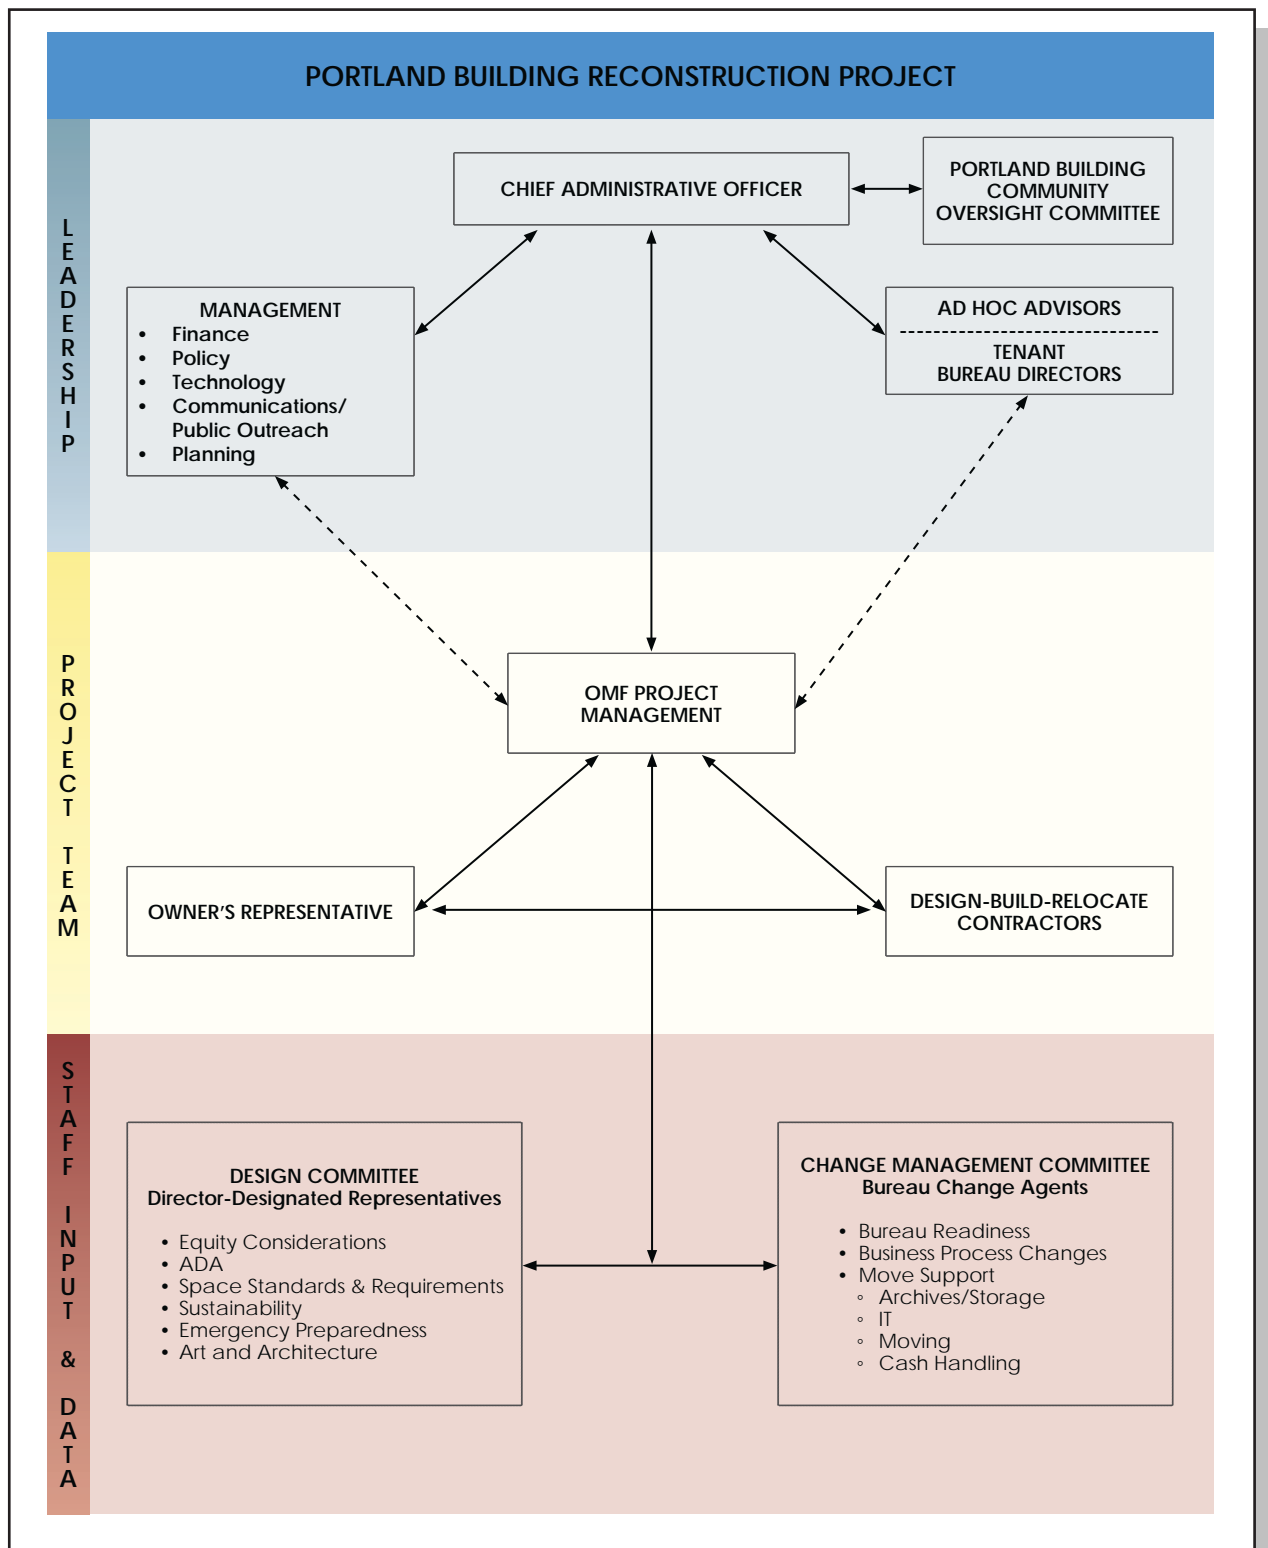 PORTLAND BUILDING RECONSTRUCTION PROJECT
LEADERSHIP
CHIEF ADMINISTRATIVE OFFICER
PORTLAND BUILDING
COMMUNITY
OVERSIGHT COMMITTEE
MANAGEMENT
• Finance
• Policy
• Technology
• Communications/
Public Outreach
• Planning
AD HOC ADVISORS
TENANT
BUREAU DIRECTORS
PROJECT TEAM
OMF PROJECT
MANAGEMENT
OWNER'S REPRESENTATIVE
DESIGN-BUILD-RELOCATE
CONTRACTORS
STAFF INPUT & DATA
DESIGN COMMITTEE
Director-Designated Representatives
• Equity Considerations
• ADA
• Space Standards & Requirements
• Sustainability
• Emergency Preparedness
• Art and Architecture
CHANGE MANAGEMENT COMMITTEE
Bureau Change Agents
• Bureau Readiness
• Business Process Changes
• Move Support
◦ Archives/Storage
◦ IT
◦ Moving
◦ Cash Handling